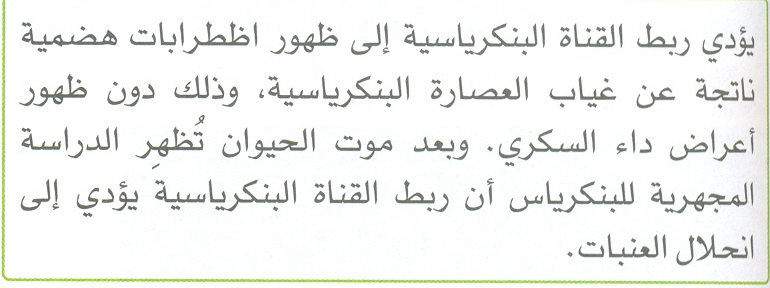 يؤدي ربط القناة البنكرياسية إلى ظهور اظطرابات هضمية
ناتجة عن غياب العصارة البنكرياسية، وذلك دون ظهور
أعراض داء السكري. وبعد موت الحيوان تُظهِر الدراسة
المجهرية للبنكرياس أن ربط القناة البنكرياسية يؤدي إلى
انحلال العنبات.